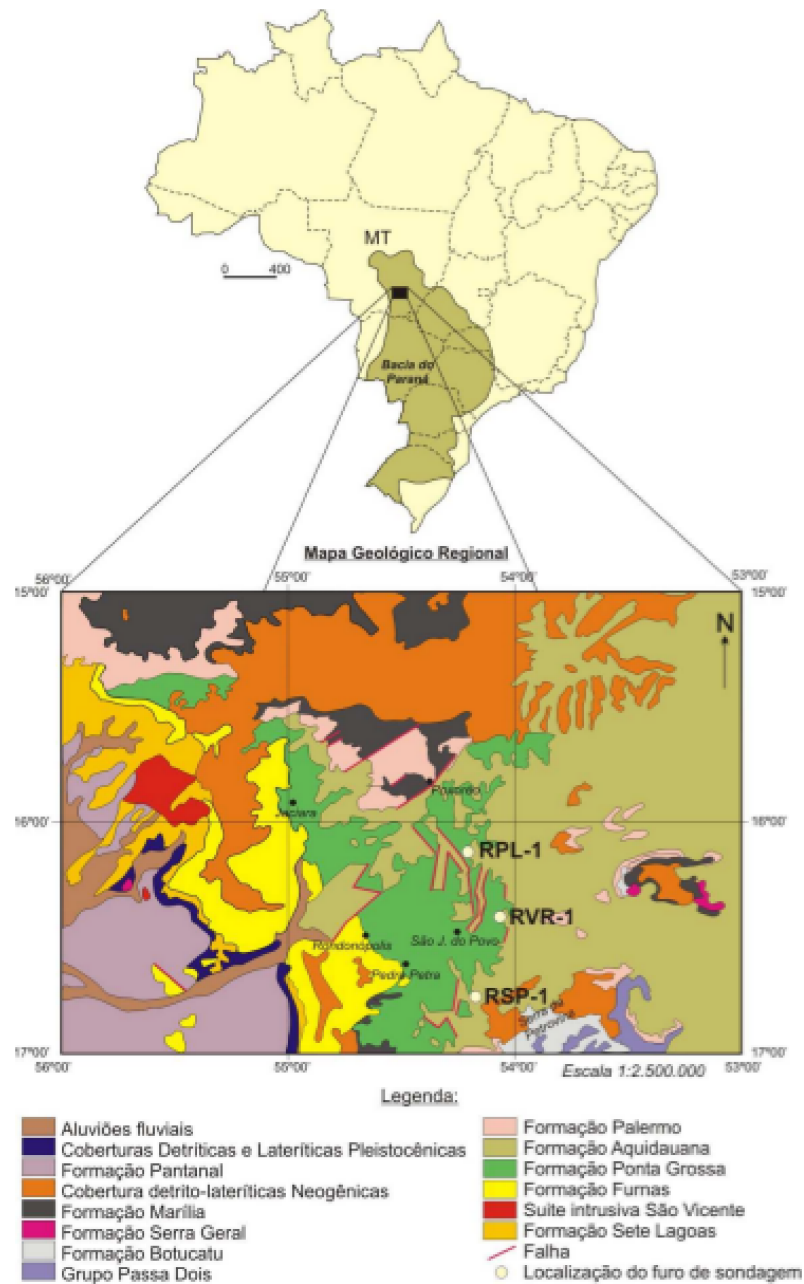 MT
0 400
Bacia do
Paraná
Mapa Geológico Regional
56°00' 55°00' 54°00' 53°00'
15°00' 15°00'
N
Poxoréo
Jaciara
16°00' 16°00'
RPL-1
RVR-1
Rondonópolis São J. do Povo
Pedra Petra
RSP-1
Serra da
Petrovina
17°00' 17°00'
56°00' 55°00' 54°00' 53°00'
Escala 1:2.500.000
Legenda:
Aluviões fluviais
Coberturas Detríticas e Lateríticas Pleistocênicas
Formação Pantanal
Cobertura detrito-lateríticas Neogênicas
Formação Marília
Formação Serra Geral
Formação Botucatu
Grupo Passa Dois
Formação Palermo
Formação Aquidauana
Formação Ponta Grossa
Formação Furnas
Suite intrusiva São Vicente
Formação Sete Lagoas
Falha
Localização do furo de sondagem